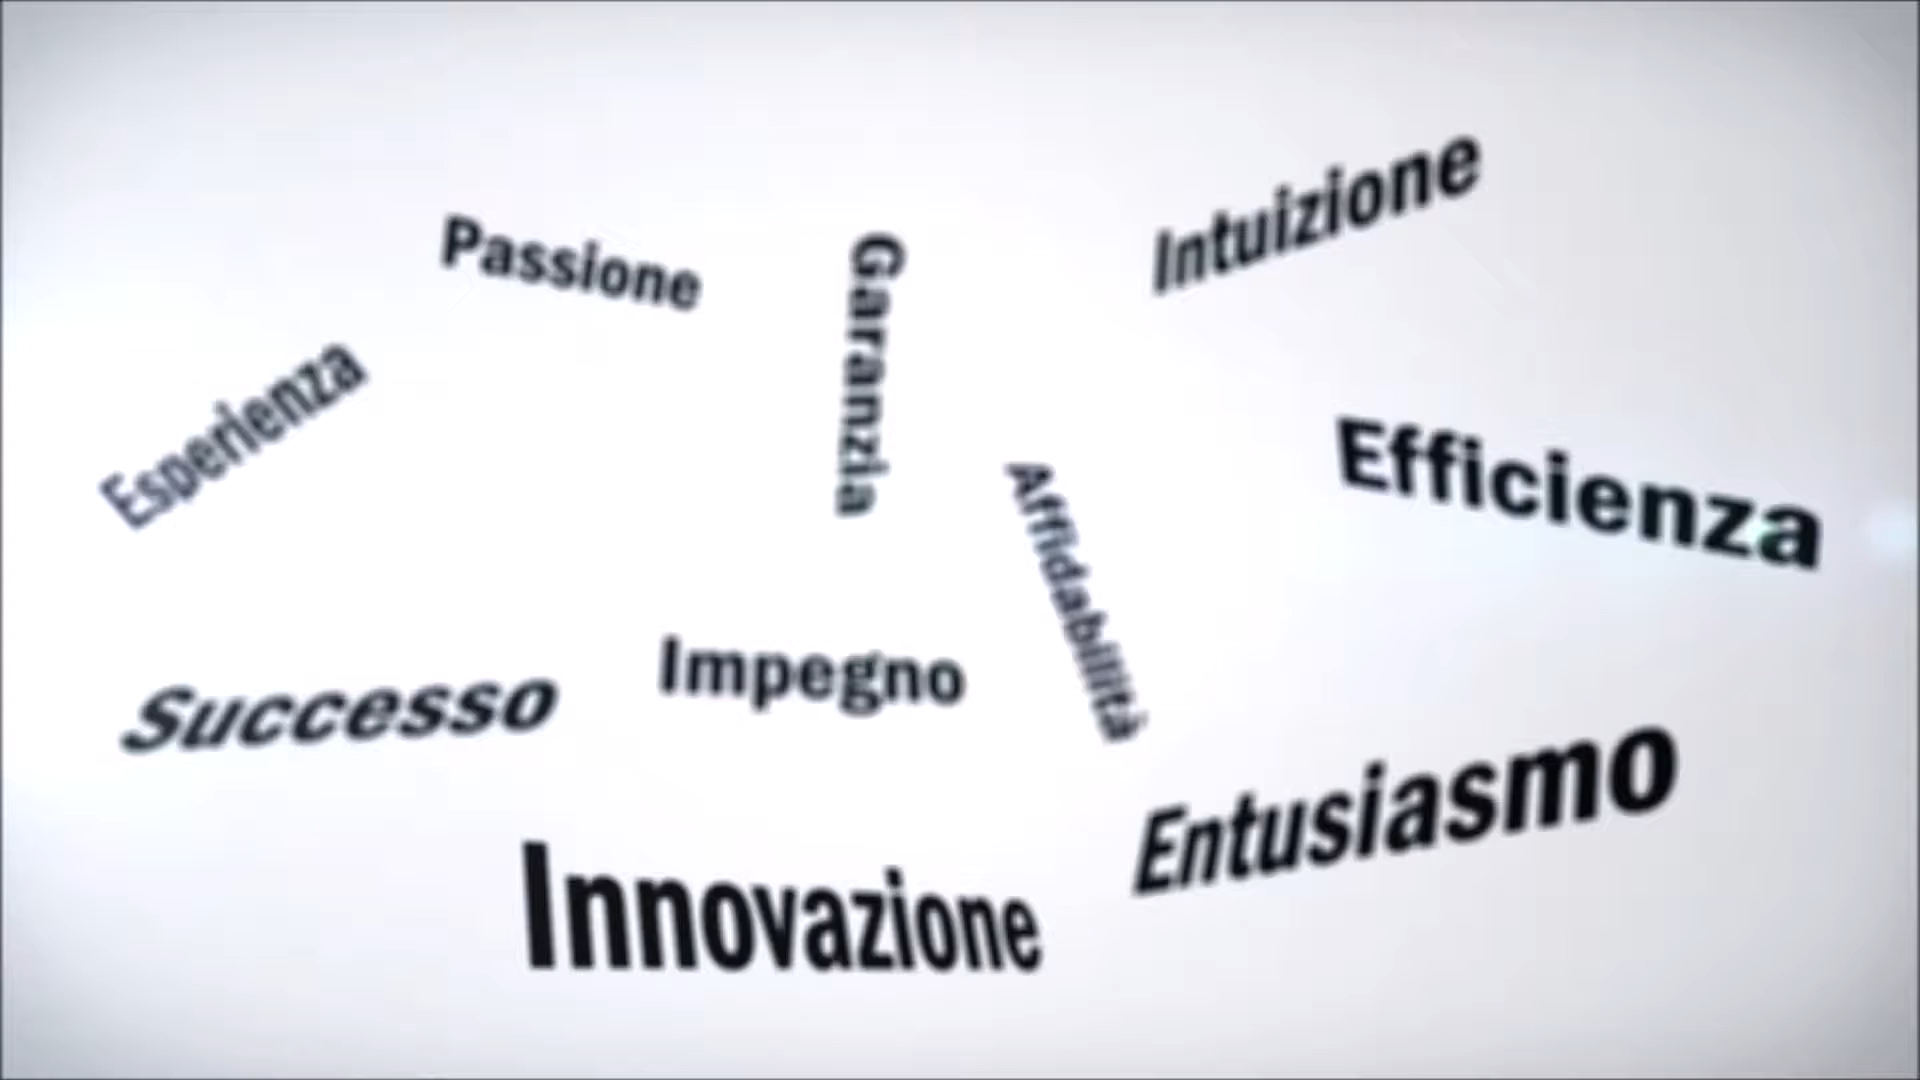 Intuizione
Passione
Garanzia
Esperienza
Efficienza
Affidabilità
Impegno
Successo
Entusiasmo
Innovazione